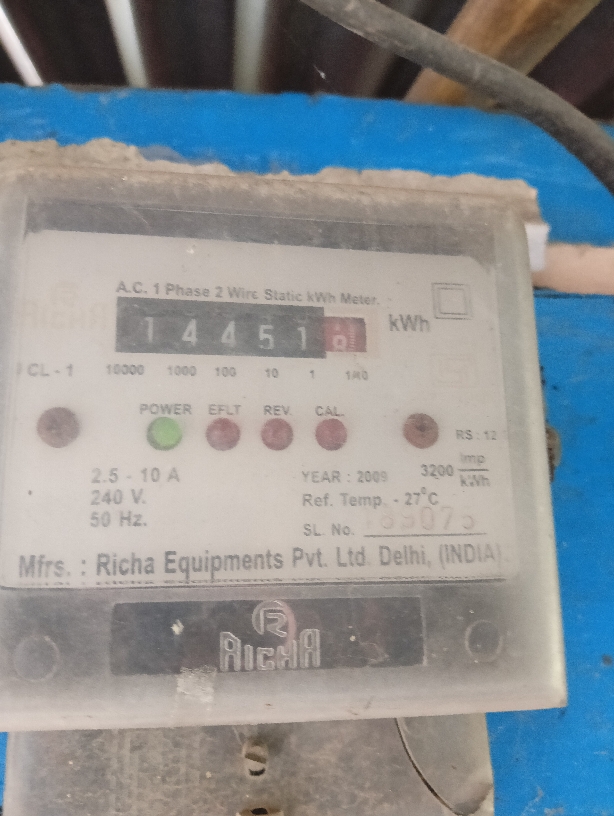 A.C. 1 Phase 2 Wire Static kWh Meter.
1 4 4 5 1 kWh
CL - 1 10000 1000 100 10 1 1/10
POWER EFLT REV. CAL.
RS : 12
2.5 - 10 A YEAR : 2009 3200 Imp/kWh
240 V. Ref. Temp. - 27°C
50 Hz. SL. No.
Mfrs. : Richa Equipments Pvt. Ltd. Delhi, (INDIA)
R
RICHA